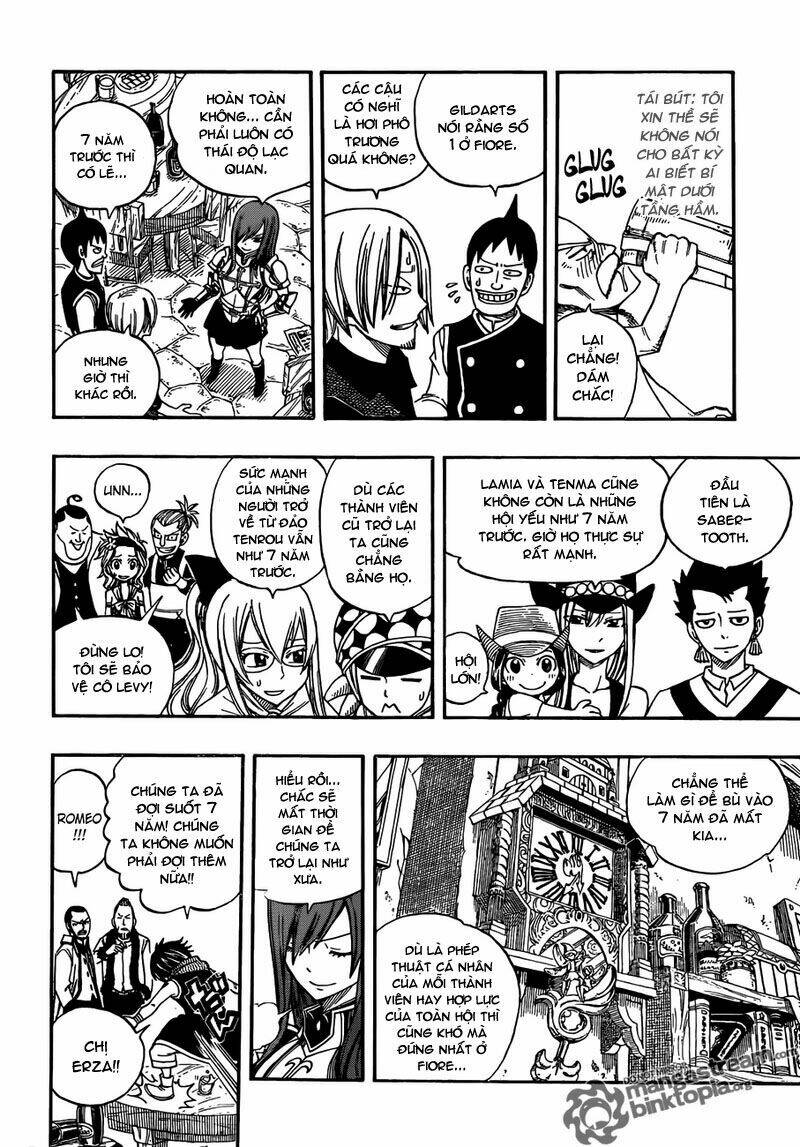 TÁI BÚT: TÔI
XIN THỀ SẼ
KHÔNG NÓI
CHO BẤT KỲ
AI BIẾT BÍ
MẬT DƯỚI
TẦNG HẦM.
GLUG
GLUG
LẠI
CHẲNG!
DÁM
CHẮC!
GILDARTS
NÓI RẰNG SỐ
1 Ở FIORE.
CÁC CẬU
CÓ NGHĨ
LÀ HƠI PHÔ
TRƯƠNG
QUÁ KHÔNG?
HOÀN TOÀN
KHÔNG... CẦN
PHẢI LUÔN CÓ
THÁI ĐỘ LẠC
QUAN.
7 NĂM
TRƯỚC THÌ
CÓ LẼ...
NHƯNG
GIỜ THÌ
KHÁC RỒI.
ĐẦU
TIÊN LÀ
SABER-
TOOTH.
LAMIA VÀ TENMA CŨNG
KHÔNG CÒN LÀ NHỮNG
HỘI YẾU NHƯ 7 NĂM
TRƯỚC. GIỜ HỌ THỰC SỰ
RẤT MẠNH.
HỘI
LỚN!
DÙ CÁC
THÀNH VIÊN
CŨ TRỞ LẠI
TA CŨNG
CHẲNG
BẰNG HỌ.
SỨC MẠNH
CỦA NHỮNG
NGƯỜI TRỞ
VỀ TỪ ĐẢO
TENROU VẪN
NHƯ 7 NĂM
TRƯỚC.
UNN...
ĐỪNG LO!
TÔI SẼ BẢO
VỆ CÔ LEVY!
CHẲNG THỂ
LÀM GÌ ĐỀ BÙ VÀO
7 NĂM ĐÃ MẤT
KIA...
DÙ LÀ PHÉP
THUẬT CÁ NHÂN
CỦA MỖI THÀNH
VIÊN HAY HỢP LỰC
CỦA TOÀN HỘI THÌ
CŨNG KHÓ MÀ
ĐỨNG NHẤT Ở
FIORE...
HIỂU RỒI...
CHẮC SẼ
MẤT THỜI
GIAN ĐỂ
CHÚNG TA
TRỞ LẠI NHƯ
XƯA.
CHÚNG TA ĐÃ
ĐỢI SUỐT 7
NĂM! CHÚNG
TA KHÔNG MUỐN
PHẢI ĐỢI THÊM
NỮA!!
ROMEO
!!!
CHỊ
ERZA!!
mangastream.com
binktopia.org